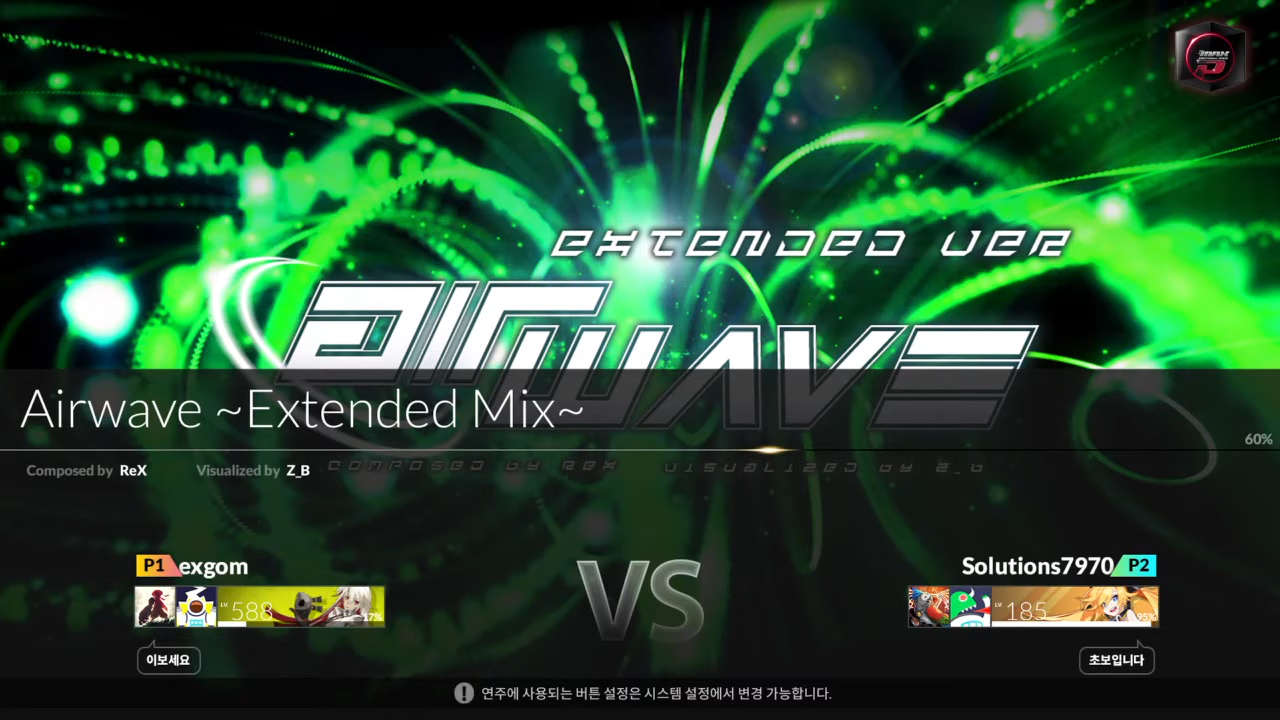 EXTENDED VER
AIRWAVE
Airwave ~Extended Mix~
60%
Composed by ReX Visualized by Z_B
COMPOSED BY REX VISUALIZED BY Z_B
P1 exgom
VS
Solutions7970 P2
LV 588 17%
LV 185 95%
이보세요
초보입니다
! 연주에 사용되는 버튼 설정은 시스템 설정에서 변경 가능합니다.